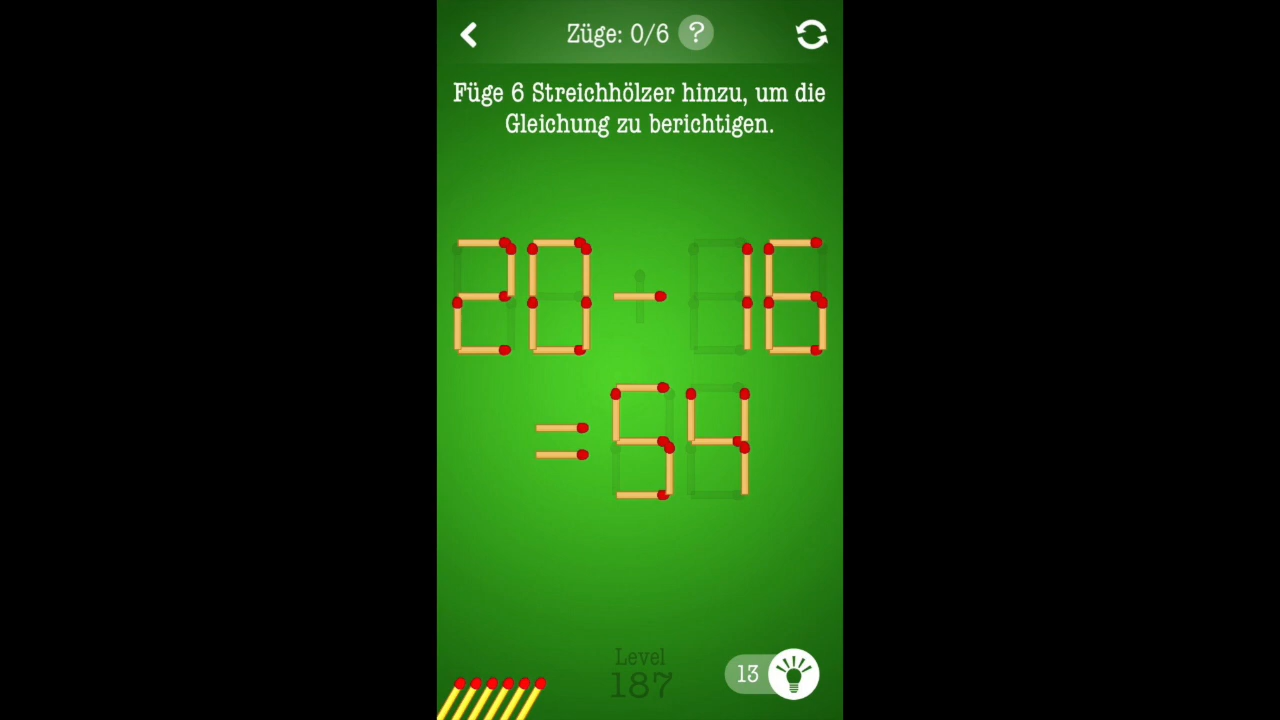 Züge: 0/6 ?
Füge 6 Streichhölzer hinzu, um die
Gleichung zu berichtigen.
20 - 16
= 54
Level
187
13